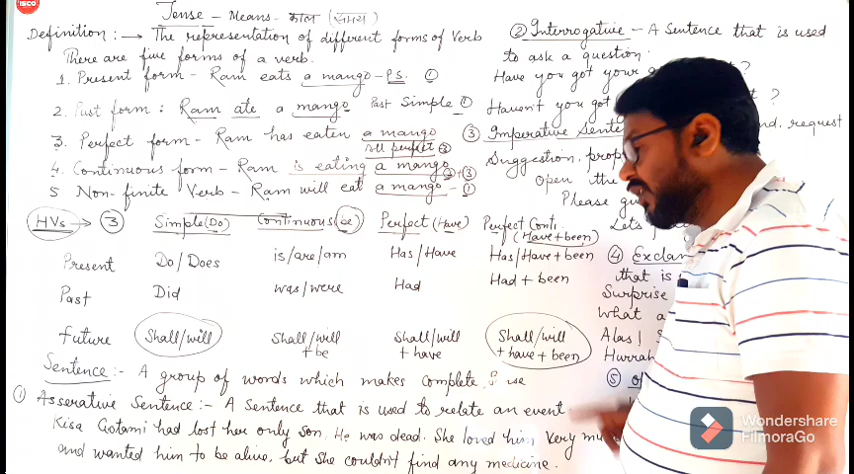 Tense - Means - काल (समय)
Definition :- → The representation of different forms of Verb
There are five forms of a verb.
1. Present form - Ram eats a mango - P.S. ①
2. Past form : Ram ate a mango Past Simple ①
3. Perfect form - Ram has eaten a mango
All perfect ③
4. Continuous form - Ram is eating a mango ②+③
5 Non-finite Verb - Ram will eat a mango - ①
HVs → ③ Simple (Do) Continuous (be) Perfect (Have) Perfect Conti. (Have + been)
Present Do/Does is/are/am Has/Have Has/Have + been
Past Did was/were Had Had + been
Future Shall/will Shall/will + be Shall/will + have Shall/will + have + been
Sentence :- A group of words which makes complete
① Asserative Sentence :- A Sentence that is used to relate an event
Kisa Gotami had lost her only son. He was dead. She loved him very
and wanted him to be alive, but she couldn't find any medicine.
② Interrogative - A Sentence that is used
to ask a question.
Have you got your ?
Haven't you got ?
③ Imperative request
Suggestion,
Open the
Please
Lets
④
that is
Surprise
What a
Alas!
Hurrah
⑤
Wondershare
FilmoraGo